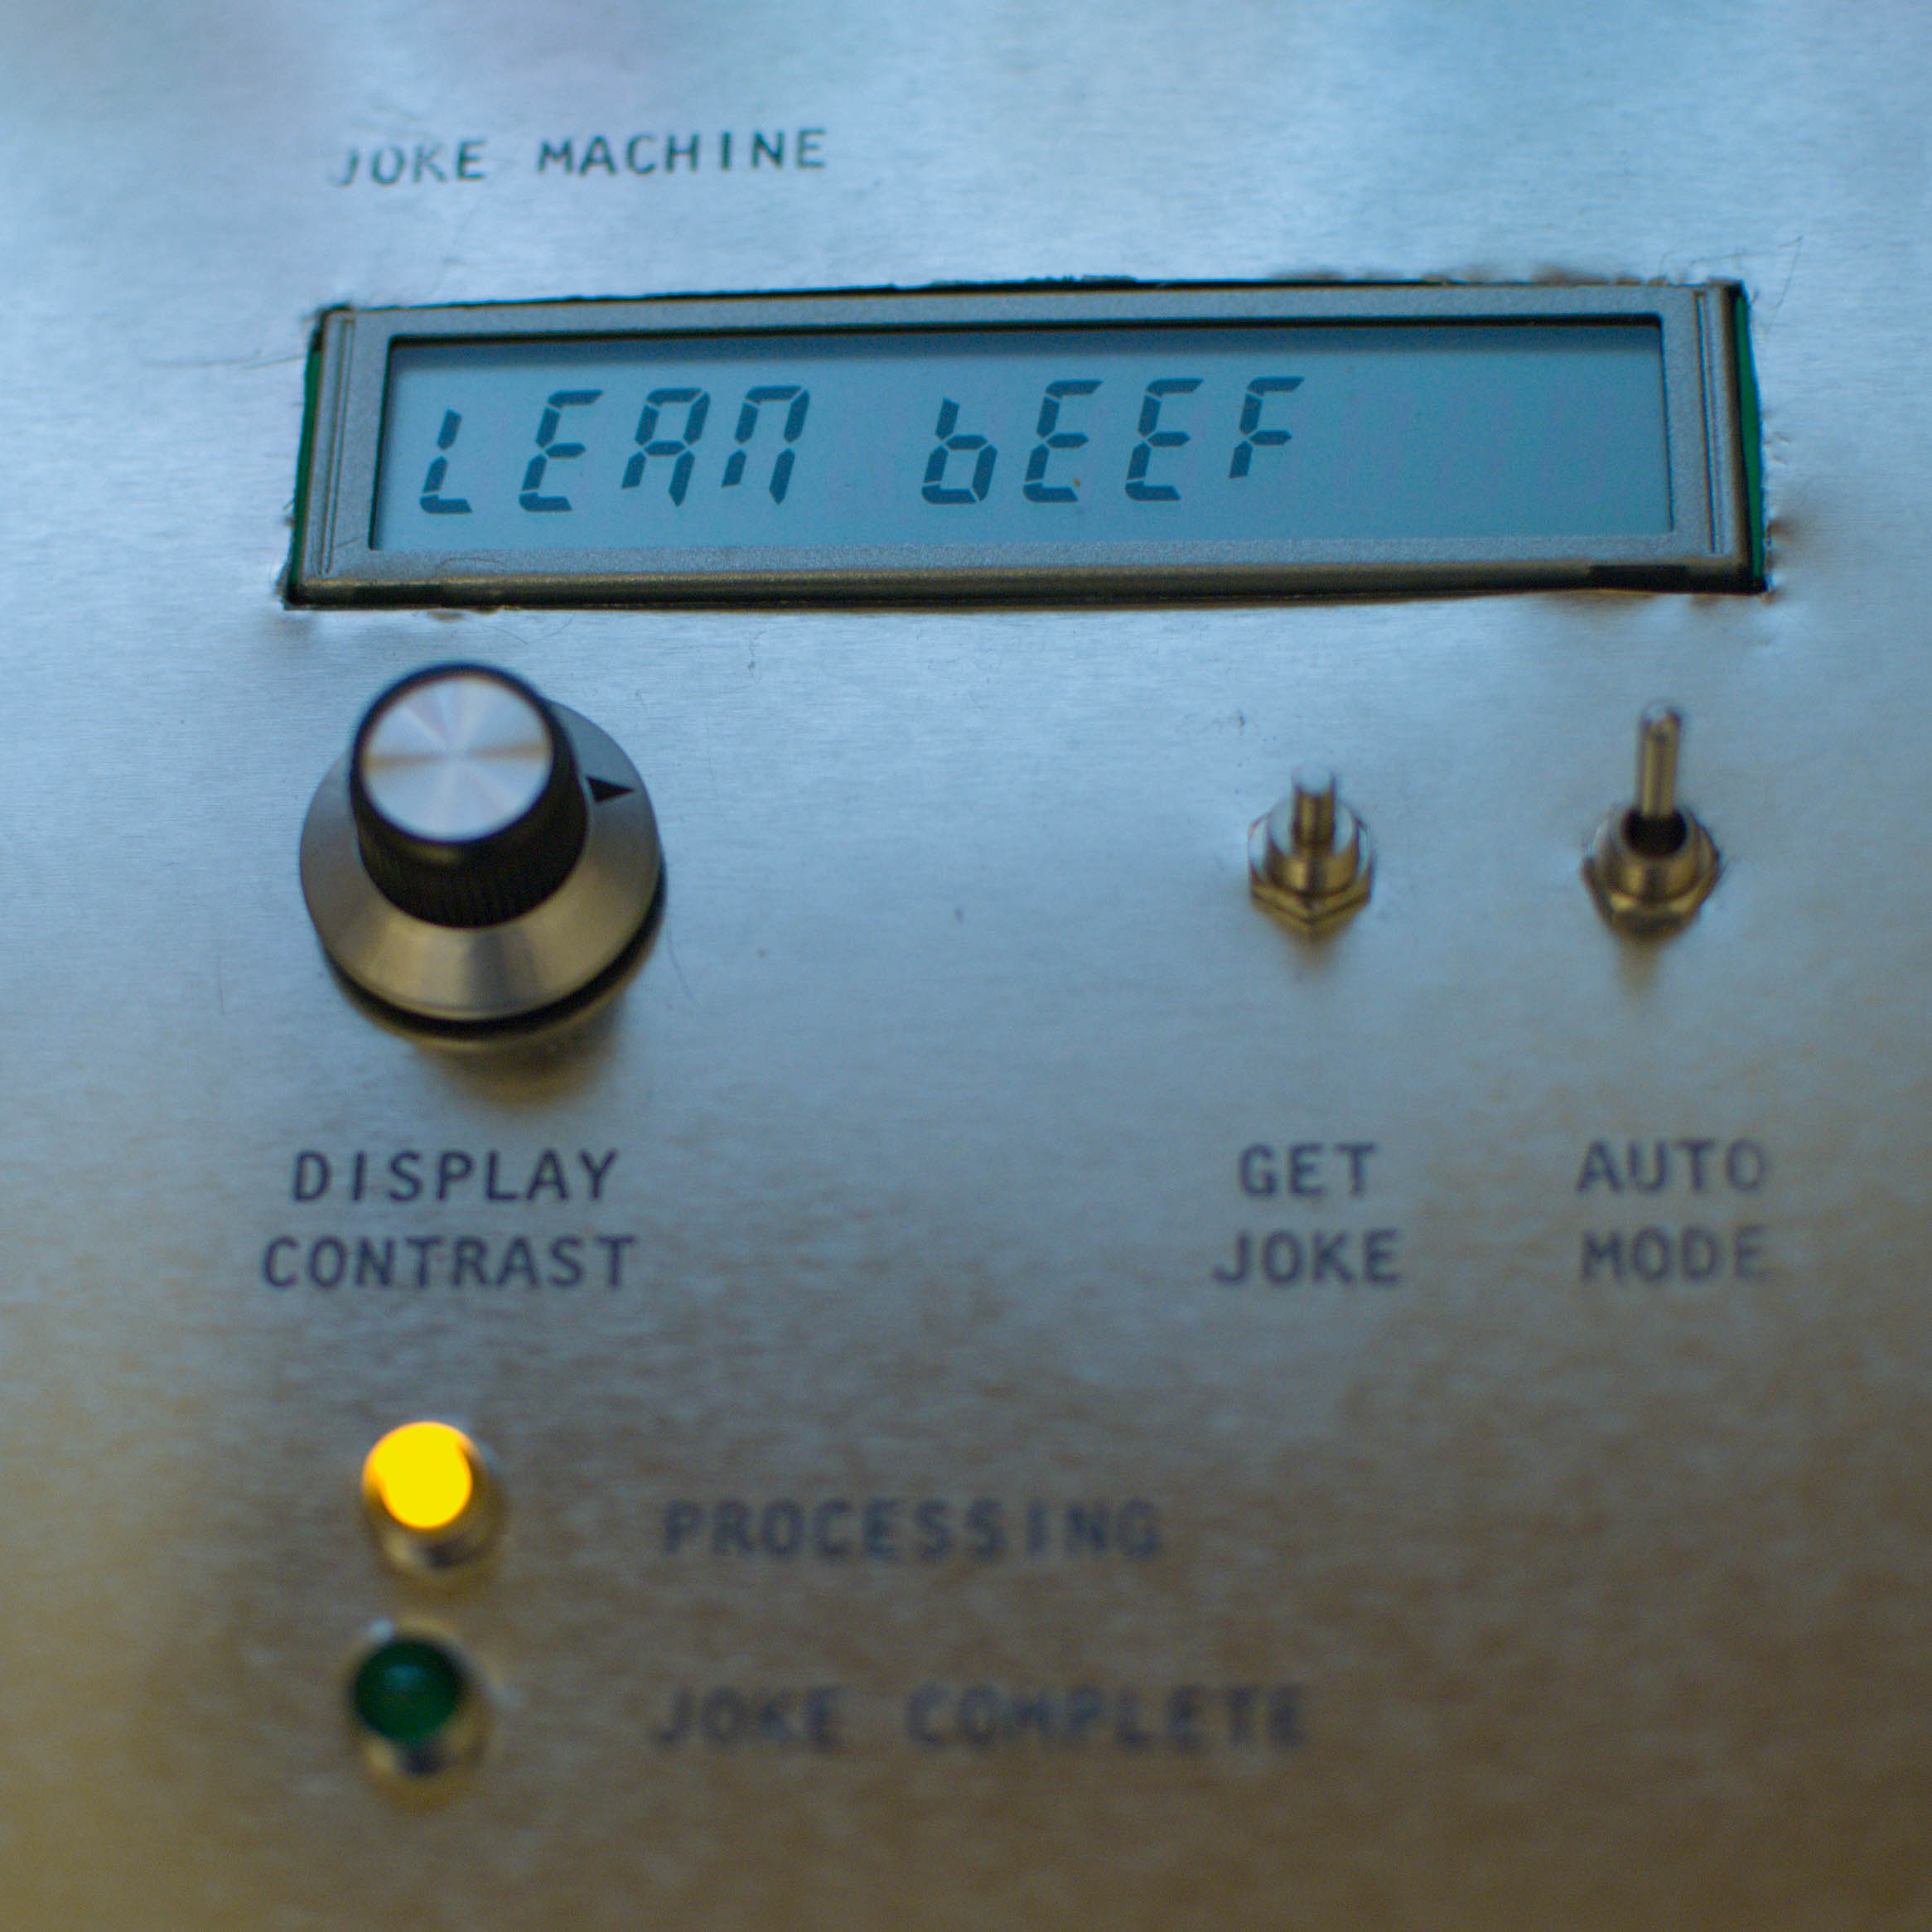 JOKE MACHINE
LEAN bEEF
DISPLAY
CONTRAST
GET
JOKE
AUTO
MODE
PROCESSING
JOKE COMPLETE